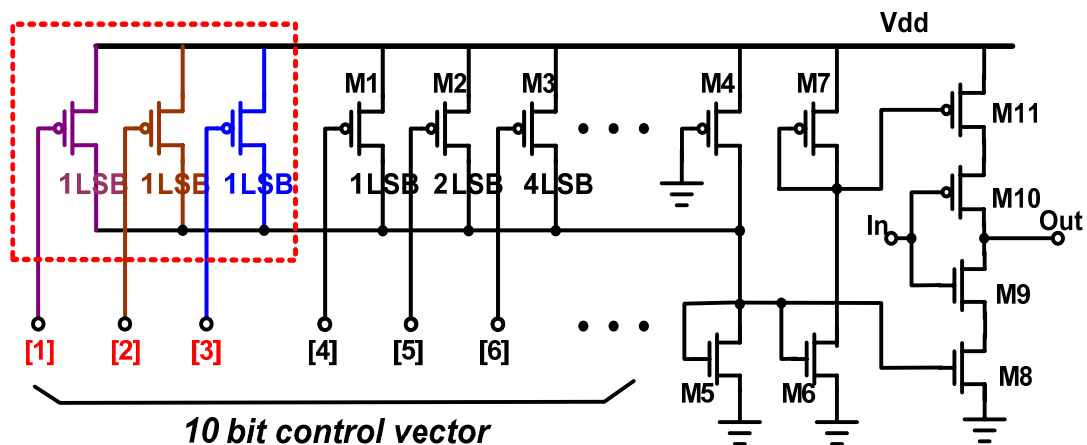 Vdd
M1 M2 M3 M4 M7
M11
1LSB 1LSB 1LSB 1LSB 2LSB 4LSB
M10
In Out
M9
[1] [2] [3] [4] [5] [6]
M5 M6 M8
10 bit control vector